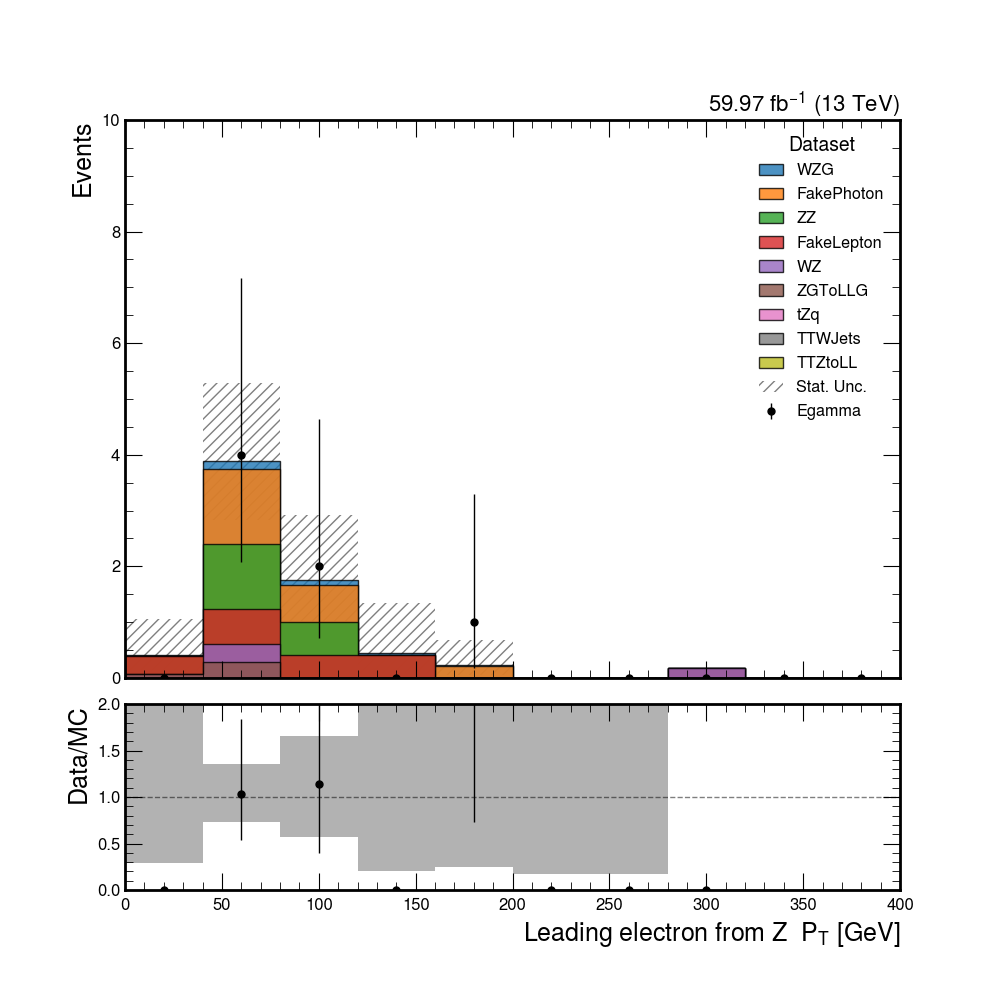 59.97 fb⁻¹ (13 TeV)
Events
10
8
6
4
2
0
Dataset
WZG
FakePhoton
ZZ
FakeLepton
WZ
ZGToLLG
tZq
TTWJets
TTZtoLL
Stat. Unc.
Egamma
Data/MC
2.0
1.5
1.0
0.5
0.0
0 50 100 150 200 250 300 350 400
Leading electron from Z P_T [GeV]